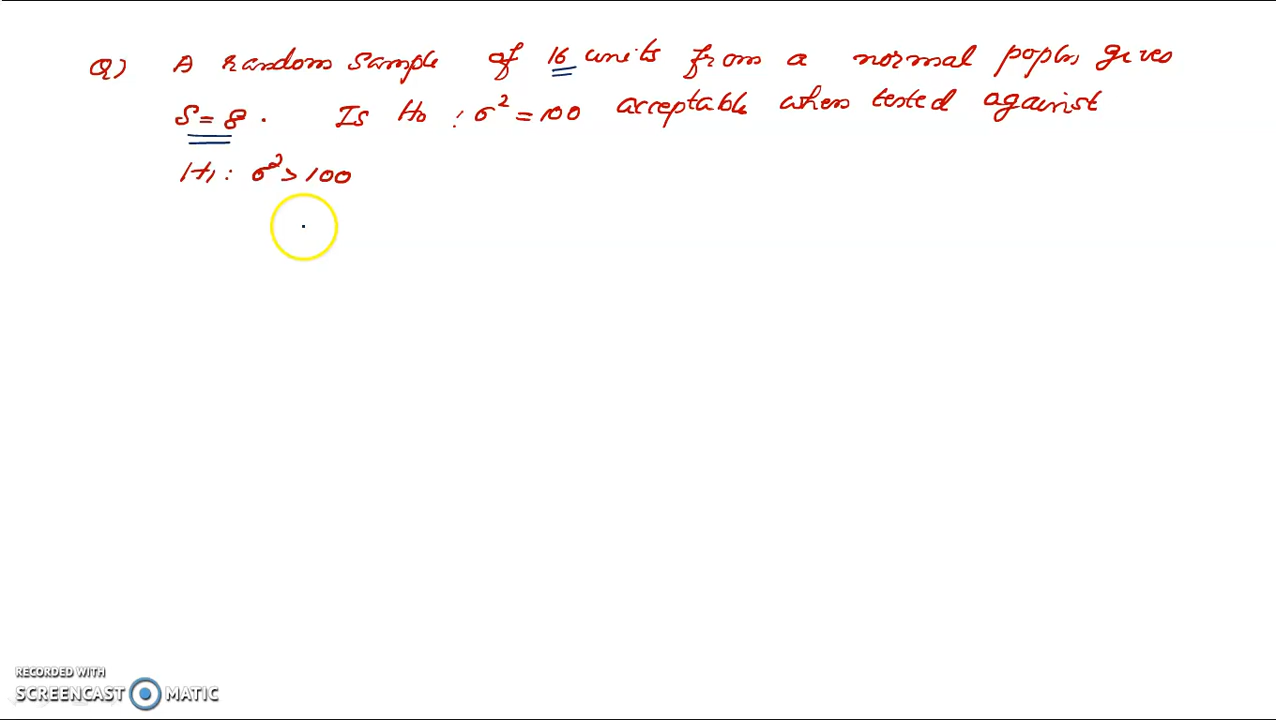 Q) A random sample of 16 units from a normal popln gives
S = 8 . Is H₀ : σ² = 100 acceptable when tested against
H₁ : σ² > 100
RECORDED WITH
SCREENCAST MATIC